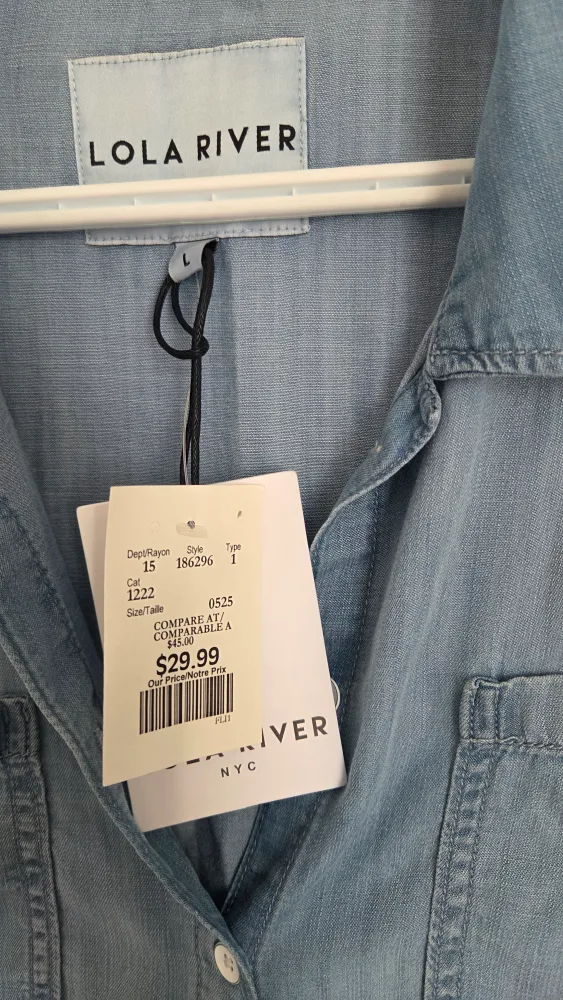 LOLA RIVER
L
Dept/Rayon Style Type
15 186296 1
Cat
1222
Size/Taille 0525
COMPARE AT/
COMPARABLE A
$45.00
$29.99
Our Price/Notre Prix
FLI1
RIVER
NYC